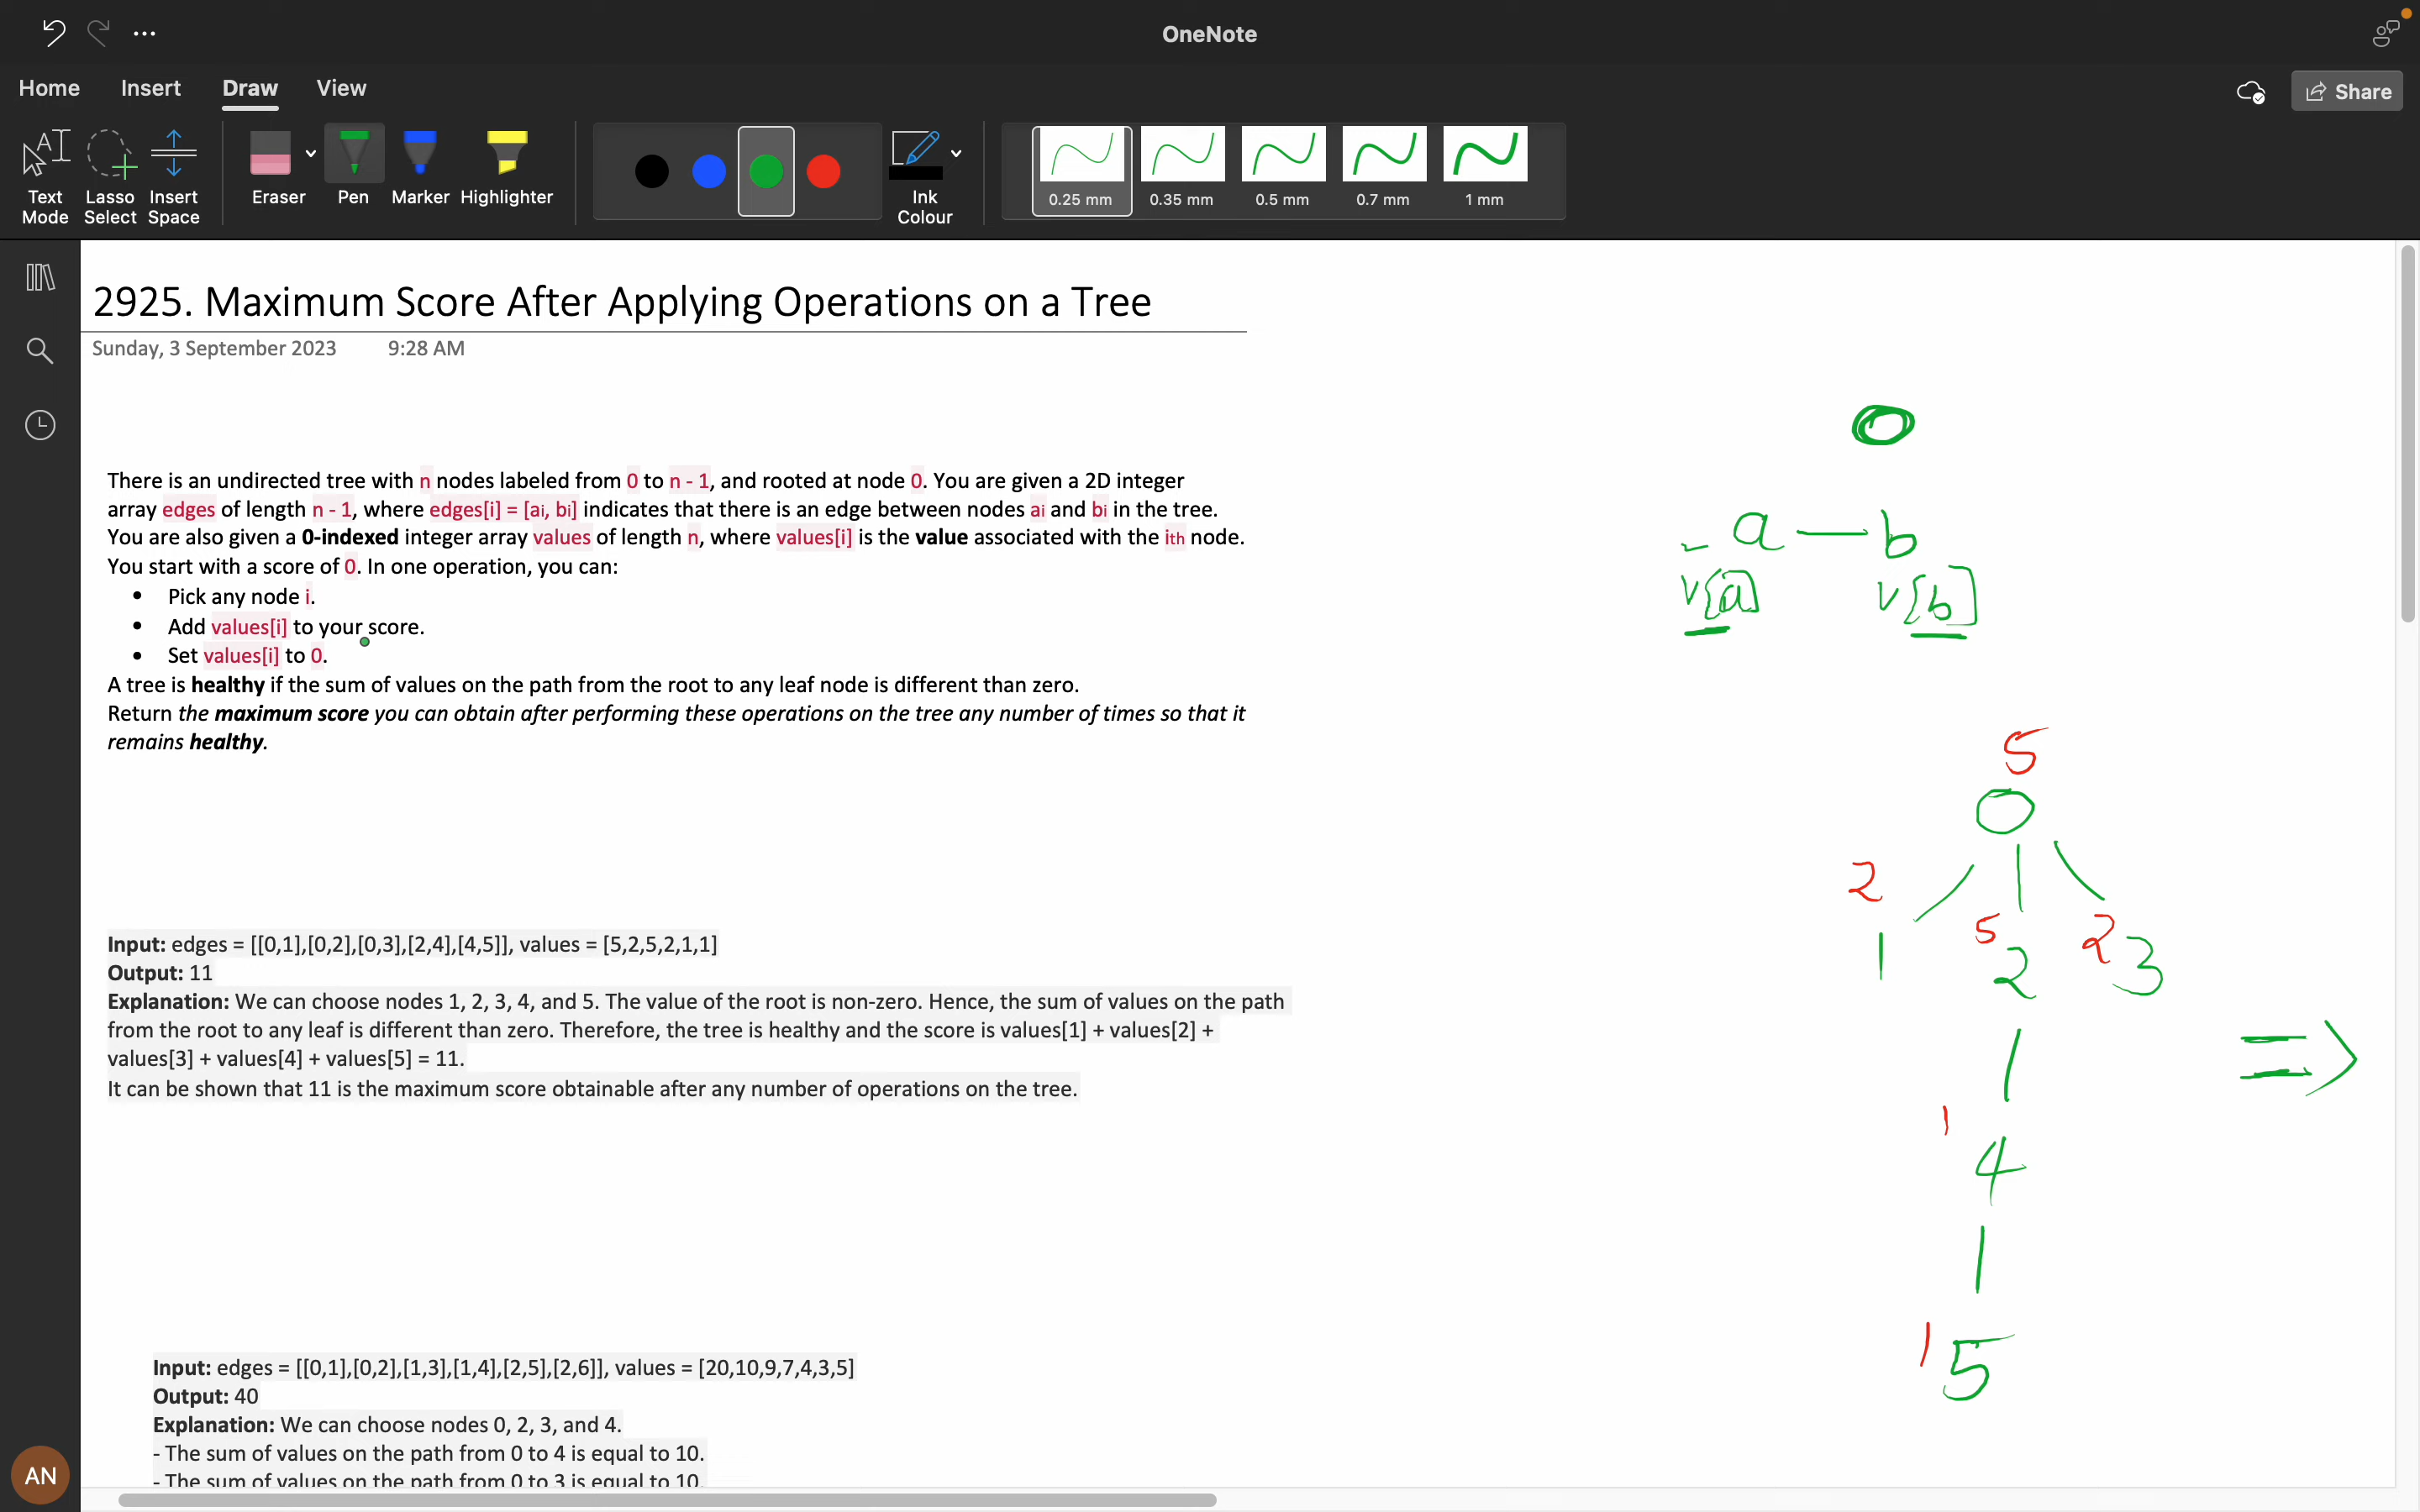 OneNote
Home Insert Draw View
Share
Text Mode
Lasso Select
Insert Space
Eraser
Pen
Marker
Highlighter
Ink Colour
0.25 mm
0.35 mm
0.5 mm
0.7 mm
1 mm
2925. Maximum Score After Applying Operations on a Tree
Sunday, 3 September 2023 9:28 AM
There is an undirected tree with n nodes labeled from 0 to n - 1, and rooted at node 0. You are given a 2D integer
array edges of length n - 1, where edges[i] = [ai, bi] indicates that there is an edge between nodes ai and bi in the tree.
You are also given a 0-indexed integer array values of length n, where values[i] is the value associated with the ith node.
You start with a score of 0. In one operation, you can:
• Pick any node i.
• Add values[i] to your score.
• Set values[i] to 0.
A tree is healthy if the sum of values on the path from the root to any leaf node is different than zero.
Return the maximum score you can obtain after performing these operations on the tree any number of times so that it
remains healthy.
Input: edges = [[0,1],[0,2],[0,3],[2,4],[4,5]], values = [5,2,5,2,1,1]
Output: 11
Explanation: We can choose nodes 1, 2, 3, 4, and 5. The value of the root is non-zero. Hence, the sum of values on the path
from the root to any leaf is different than zero. Therefore, the tree is healthy and the score is values[1] + values[2] +
values[3] + values[4] + values[5] = 11.
It can be shown that 11 is the maximum score obtainable after any number of operations on the tree.
Input: edges = [[0,1],[0,2],[1,3],[1,4],[2,5],[2,6]], values = [20,10,9,7,4,3,5]
Output: 40
Explanation: We can choose nodes 0, 2, 3, and 4.
- The sum of values on the path from 0 to 4 is equal to 10.
- The sum of values on the path from 0 to 3 is equal to 10.
AN
0
a — b
v[a] v[b]
5
0
2
1 5 2 2 3
=>
1
4
1 5